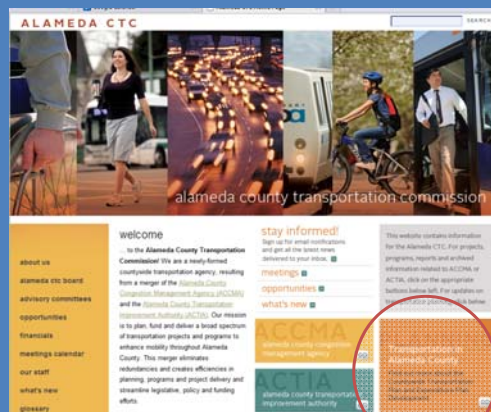 ALAMEDA CTC
SEARCH
alameda county transportation commission
about us
alameda ctc board
advisory committees
opportunities
financials
meetings calendar
our staff
what's new
glossary
welcome
... to the Alameda County Transportation
Commission! We are a newly-formed
countywide transportation agency, resulting
from a merger of the Alameda County
Congestion Management Agency (ACCMA)
and the Alameda County Transportation
Improvement Authority (ACTIA). Our mission
is to plan, fund and deliver a broad spectrum
of transportation projects and programs to
enhance mobility throughout Alameda
County. This merger eliminates
redundancies and creates efficiencies in
planning, programs and project delivery and
streamline legislative, policy and funding
efforts.
stay informed!
Sign up for email notifications
and get all the latest news
delivered to your inbox.
meetings
opportunities
what's new
ACCMA
alameda county congestion
management agency
ACTIA
alameda county transportation
improvement authority
This website contains information
for the Alameda CTC. For projects,
programs, reports and archived
information related to ACCMA or
ACTIA, click on the appropriate
buttons below left. For updates on
transportation planning click below.
Transportation in
Alameda County